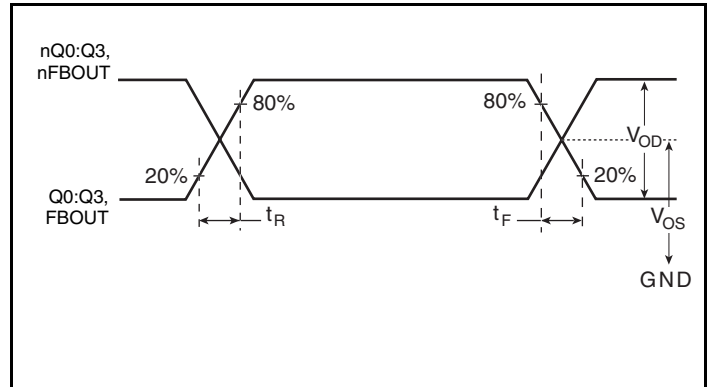 nQ0:Q3,
nFBOUT
80%
80%
20%
VOD
20%
Q0:Q3,
FBOUT
tR
tF
VOS
GND